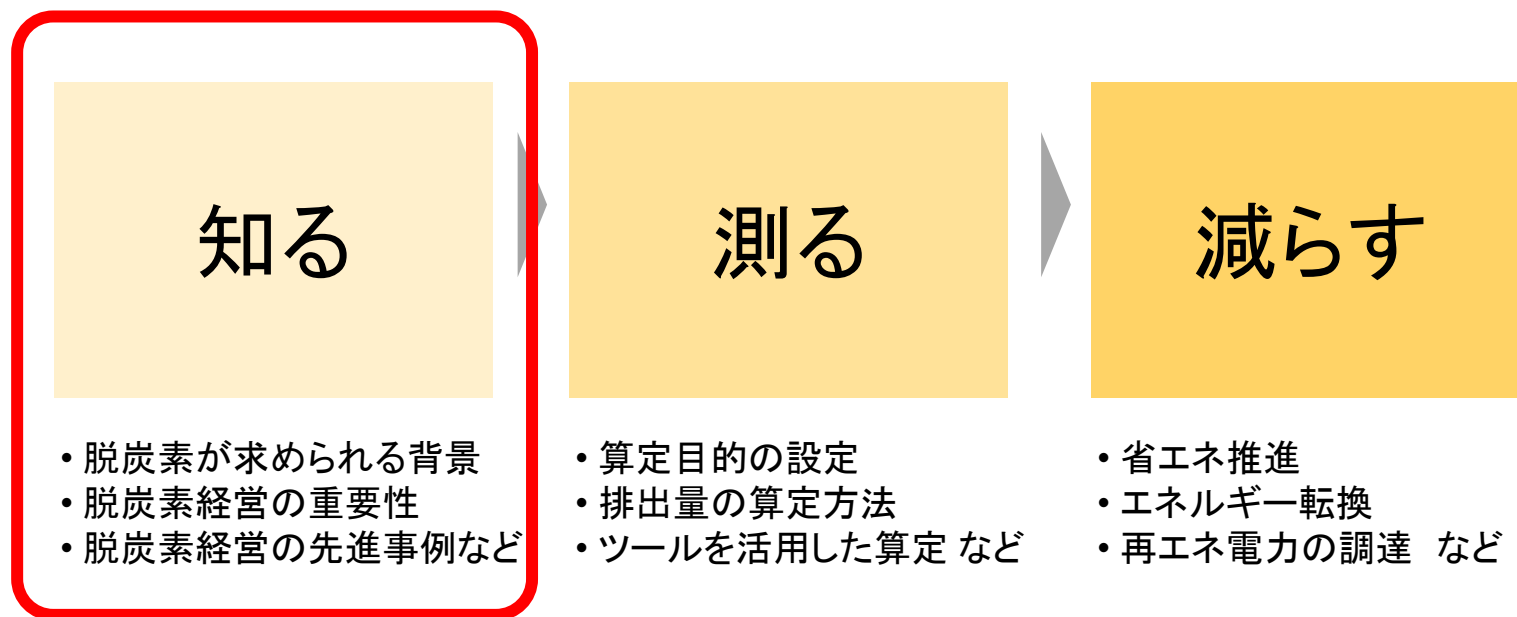 知る
・脱炭素が求められる背景
・脱炭素経営の重要性
・脱炭素経営の先進事例など
測る
・算定目的の設定
・排出量の算定方法
・ツールを活用した算定 など
減らす
・省エネ推進
・エネルギー転換
・再エネ電力の調達　など